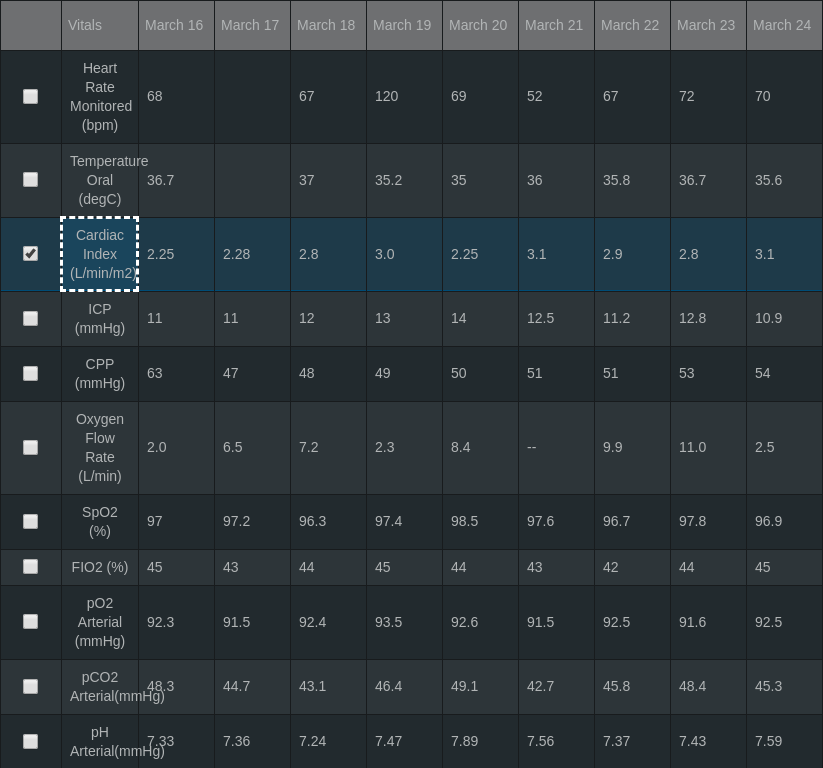 Vitals March 16 March 17 March 18 March 19 March 20 March 21 March 22 March 23 March 24
Heart
Rate
Monitored
(bpm)
68 67 120 69 52 67 72 70
Temperature
Oral
(degC)
36.7 37 35.2 35 36 35.8 36.7 35.6
Cardiac
Index
(L/min/m2)
2.25 2.28 2.8 3.0 2.25 3.1 2.9 2.8 3.1
ICP
(mmHg)
11 11 12 13 14 12.5 11.2 12.8 10.9
CPP
(mmHg)
63 47 48 49 50 51 51 53 54
Oxygen
Flow
Rate
(L/min)
2.0 6.5 7.2 2.3 8.4 -- 9.9 11.0 2.5
SpO2
(%)
97 97.2 96.3 97.4 98.5 97.6 96.7 97.8 96.9
FIO2 (%) 45 43 44 45 44 43 42 44 45
pO2
Arterial
(mmHg)
92.3 91.5 92.4 93.5 92.6 91.5 92.5 91.6 92.5
pCO2
Arterial(mmHg)
48.3 44.7 43.1 46.4 49.1 42.7 45.8 48.4 45.3
pH
Arterial(mmHg)
7.33 7.36 7.24 7.47 7.89 7.56 7.37 7.43 7.59